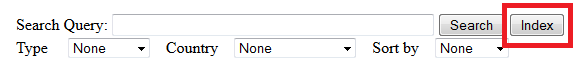 Search Query: Search Index
Type None Country None Sort by None